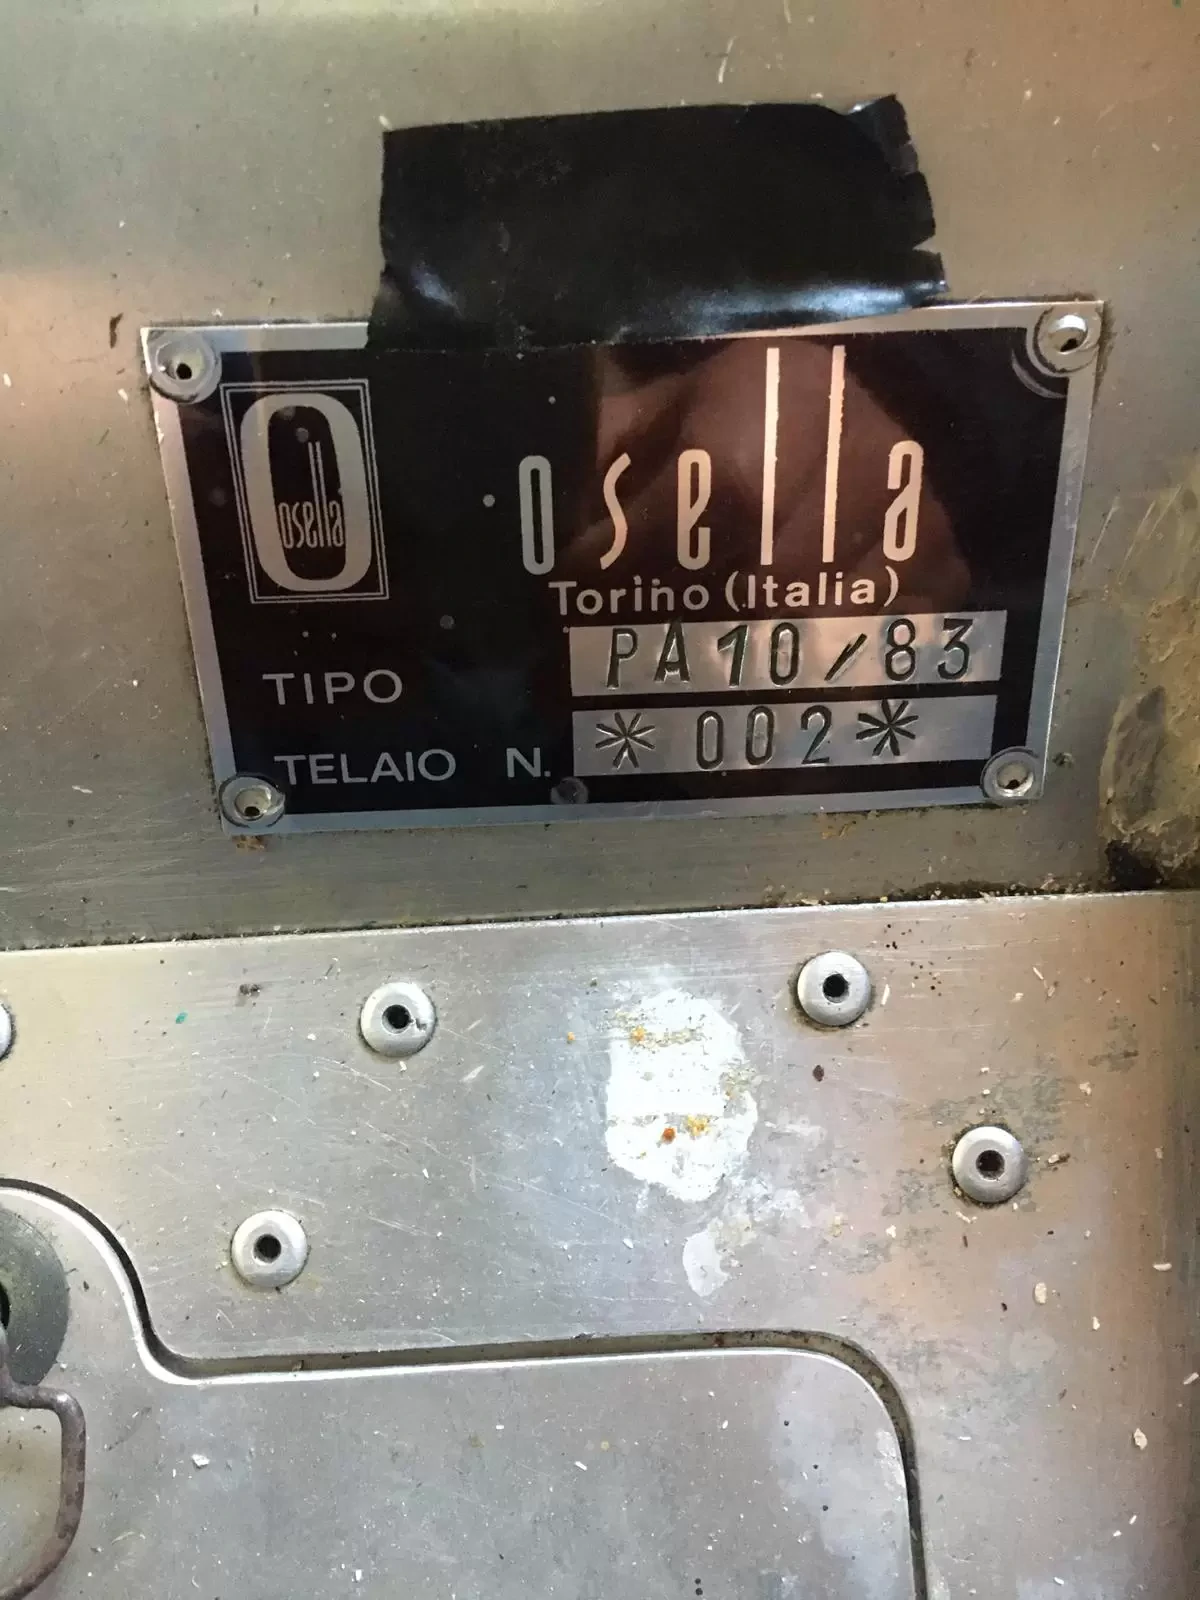 Osella
osella
Torino (Italia)
TIPO PA10/83
TELAIO N. *002*